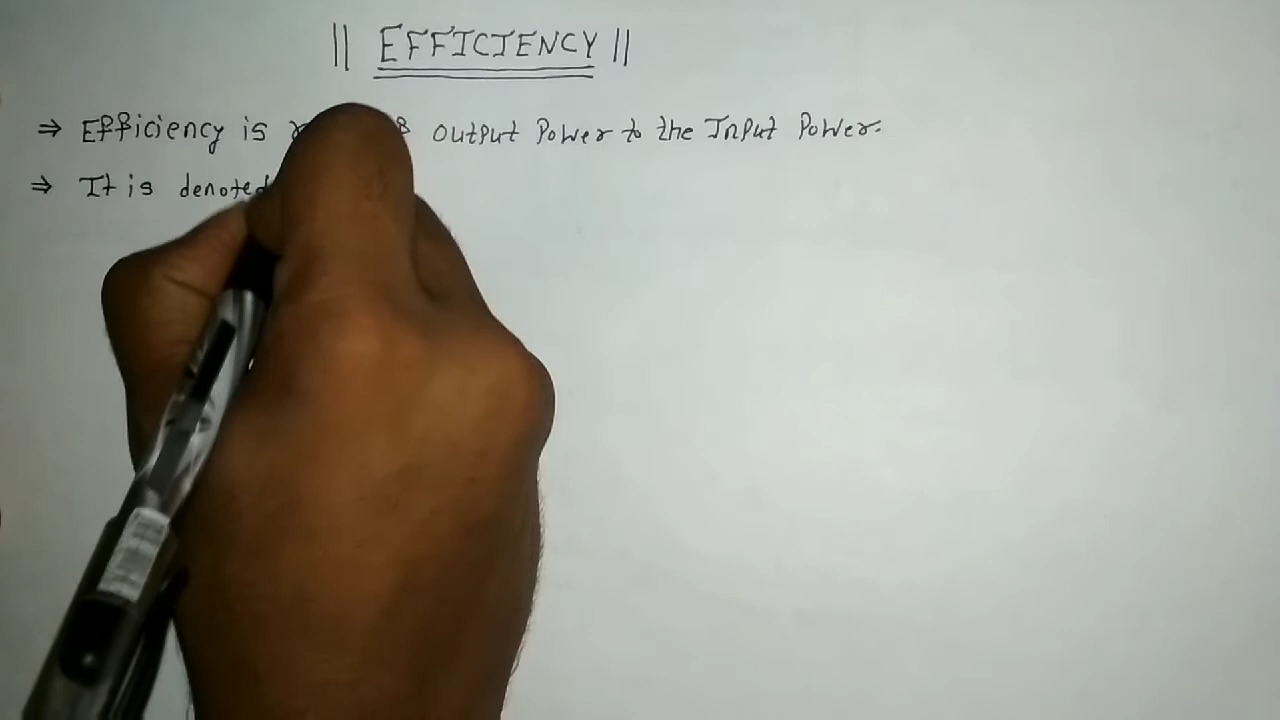 || EFFICIENCY ||
⇒ Efficiency is output Power to the Input Power.
⇒ It is denoted